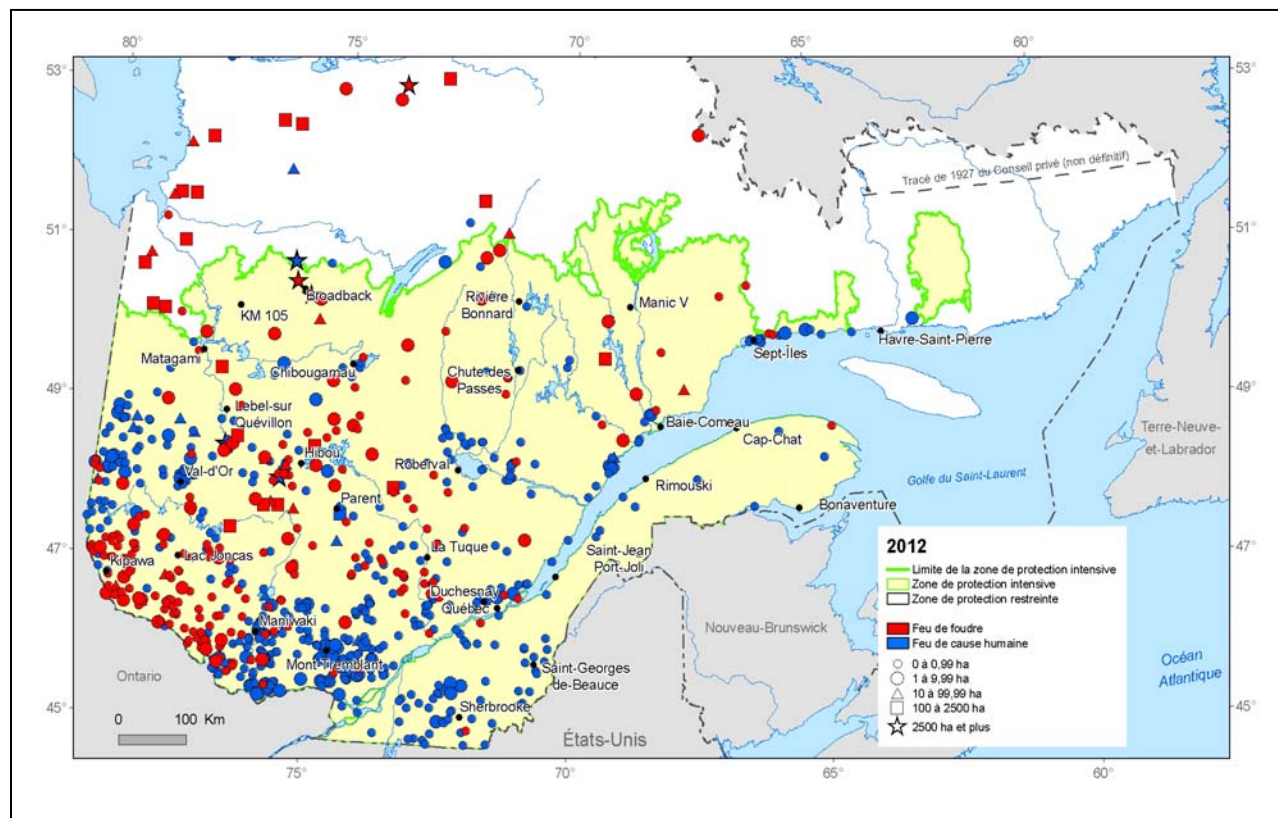 80° 75° 70° 65° 60°
53° 53°
Tracé de 1927 du Conseil privé (non définitif)
51° 51°
Broadback
KM 105
Rivière
Bonnard
Manic V
Matagami
Sept-Îles
Havre-Saint-Pierre
Chibougamau
Chute des
Passes
49° 49°
Lebel-sur
Quévillon
Baie-Comeau
Cap-Chat
Terre-Neuve-
et-Labrador
Hibou
Val-d'Or
Roberval
Rimouski
Golfe du Saint-Laurent
Parent
Bonaventure
47° 47°
Lac Joncas
Kipawa
La Tuque
Saint-Jean
Port-Joli
Duchesnay
Québec
Maniwaki
Nouveau-Brunswick
Mont-Tremblant
Saint-Georges
de-Beauce
Ontario
Océan
Atlantique
45° 45°
Sherbrooke
0 100 Km
États-Unis
2012
Limite de la zone de protection intensive
Zone de protection intensive
Zone de protection restreinte
Feu de foudre
Feu de cause humaine
0 à 0,99 ha
1 à 9,99 ha
10 à 99,99 ha
100 à 2500 ha
2500 ha et plus
75° 70° 65° 60°